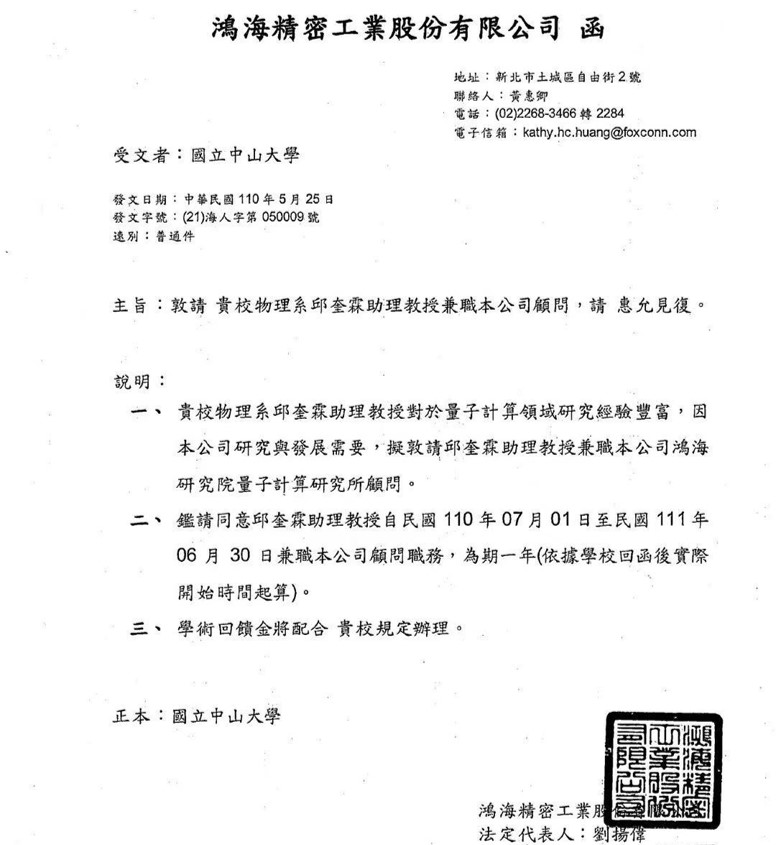 鴻海精密工業股份有限公司 函
地址：新北市土城區自由街2號
聯絡人：黃惠卿
電話：(02)2268-3466 轉 2284
電子信箱：kathy.hc.huang@foxconn.com
受文者：國立中山大學
發文日期：中華民國 110 年 5 月 25 日
發文字號：(21)海人字第 050009 號
速別：普通件
主旨：敦請 貴校物理系邱奎霖助理教授兼職本公司顧問，請 惠允見復。
說明：
一、 貴校物理系邱奎霖助理教授對於量子計算領域研究經驗豐富，因
本公司研究與發展需要，擬敦請邱奎霖助理教授兼職本公司鴻海
研究院量子計算研究所顧問。
二、 鑑請同意邱奎霖助理教授自民國 110 年 07 月 01 日至民國 111 年
06 月 30 日兼職本公司顧問職務，為期一年(依據學校回函後實際
開始時間起算)。
三、 學術回饋金將配合 貴校規定辦理。
正本：國立中山大學
鴻海精密工業股份有限公司
鴻海精密工業股份有限公司
法定代表人：劉揚偉